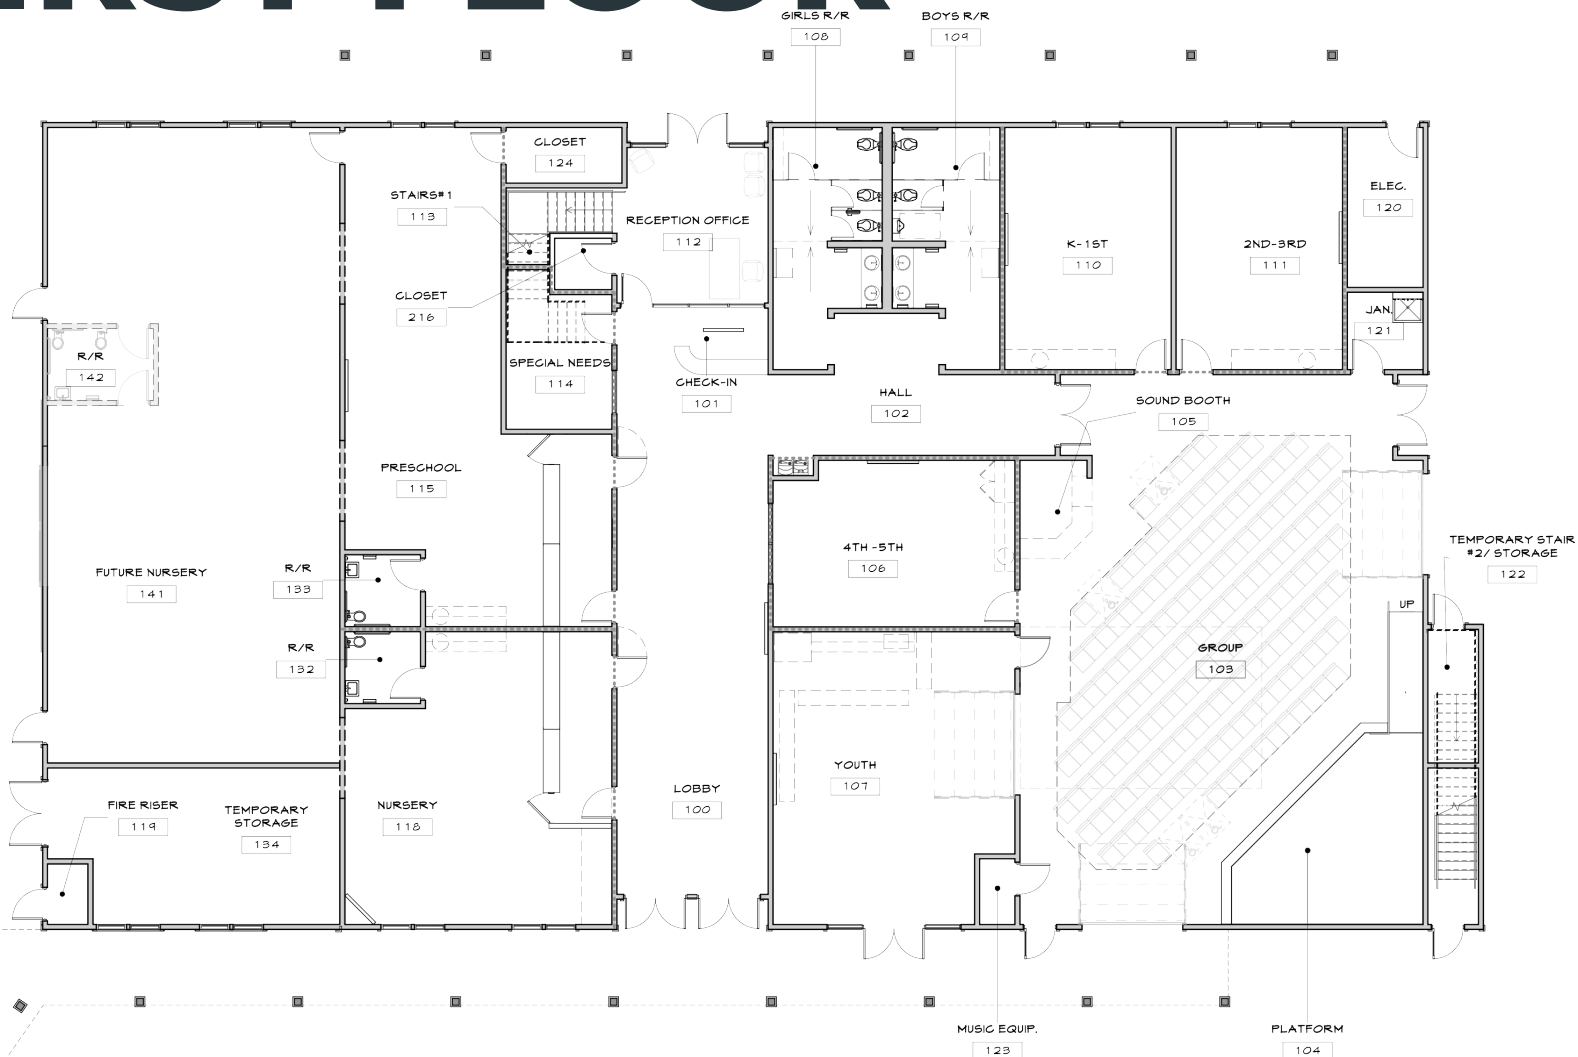 FIRST FLOOR
GIRLS R/R
108
BOYS R/R
109
CLOSET
124
STAIRS#1
113
RECEPTION OFFICE
112
ELEC.
120
K-1ST
110
2ND-3RD
111
CLOSET
216
JAN.
121
R/R
142
SPECIAL NEEDS
114
CHECK-IN
101
HALL
102
SOUND BOOTH
105
PRESCHOOL
115
4TH -5TH
106
TEMPORARY STAIR
#2/ STORAGE
122
FUTURE NURSERY
141
R/R
133
UP
R/R
132
GROUP
103
YOUTH
107
LOBBY
100
FIRE RISER
119
TEMPORARY
STORAGE
134
NURSERY
118
MUSIC EQUIP.
123
PLATFORM
104